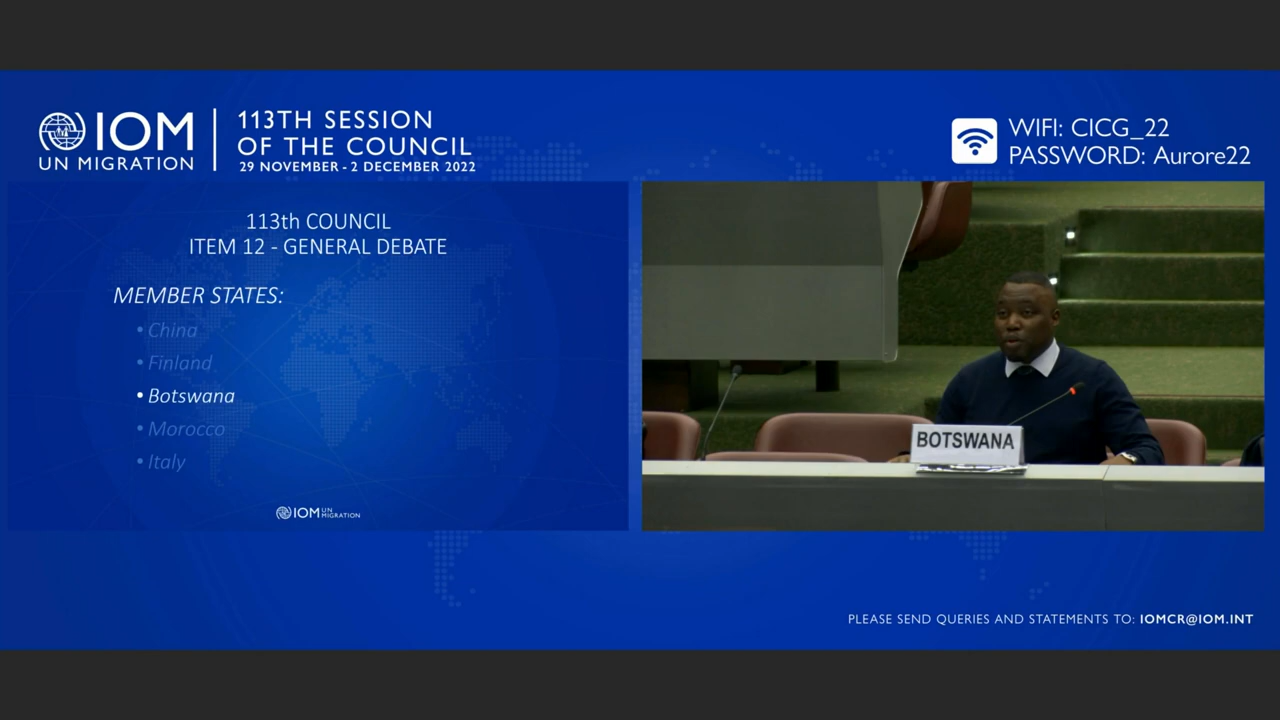 IOM
UN MIGRATION
113TH SESSION
OF THE COUNCIL
29 NOVEMBER - 2 DECEMBER 2022
WIFI: CICG_22
PASSWORD: Aurore22
113th COUNCIL
ITEM 12 - GENERAL DEBATE
MEMBER STATES:
• China
• Finland
• Botswana
• Morocco
• Italy
IOM UN MIGRATION
BOTSWANA
PLEASE SEND QUERIES AND STATEMENTS TO: IOMCR@IOM.INT